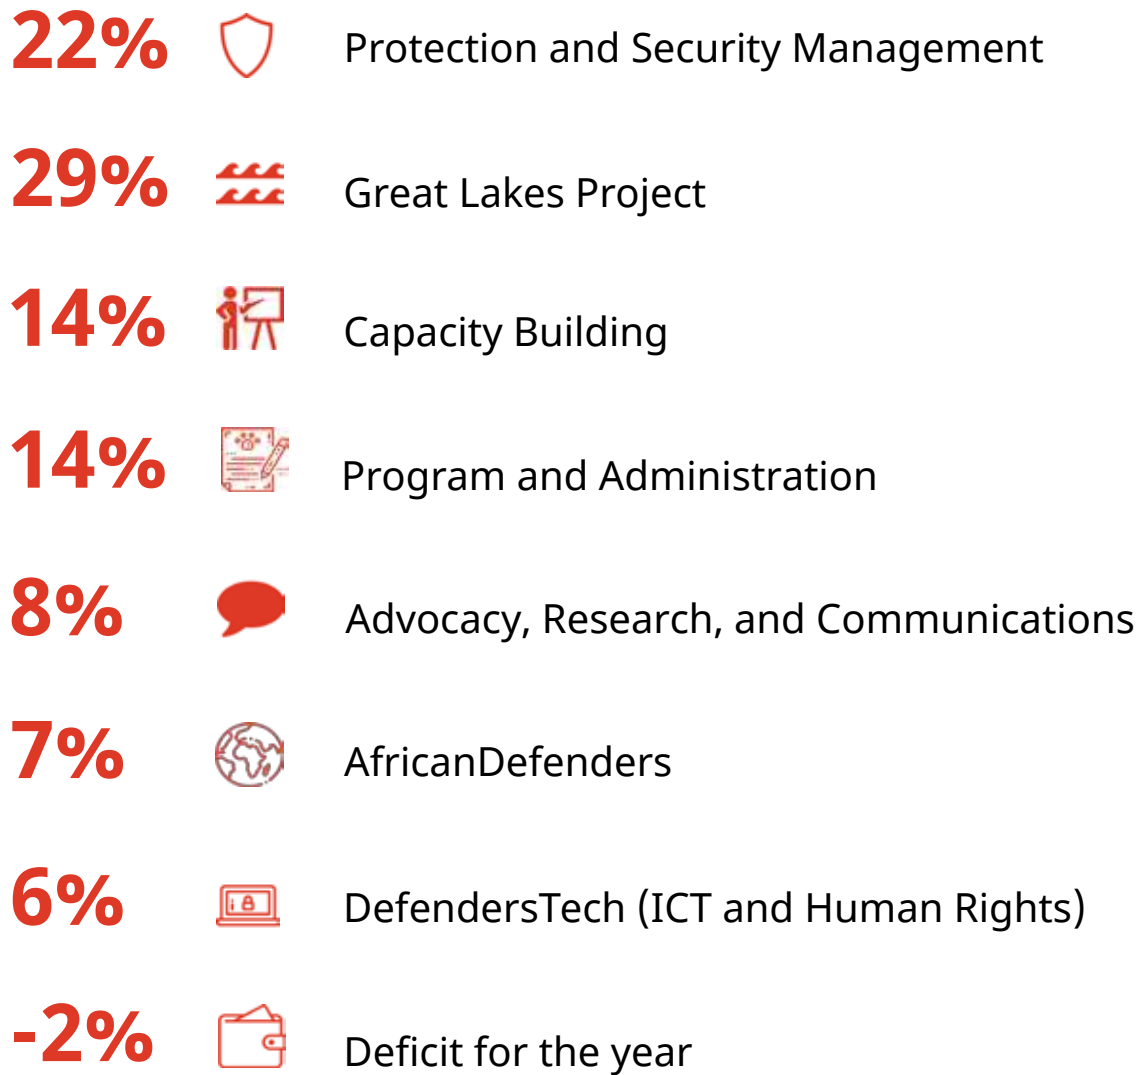 22% Protection and Security Management
29% Great Lakes Project
14% Capacity Building
14% Program and Administration
8% Advocacy, Research, and Communications
7% AfricanDefenders
6% DefendersTech (ICT and Human Rights)
-2% Deficit for the year